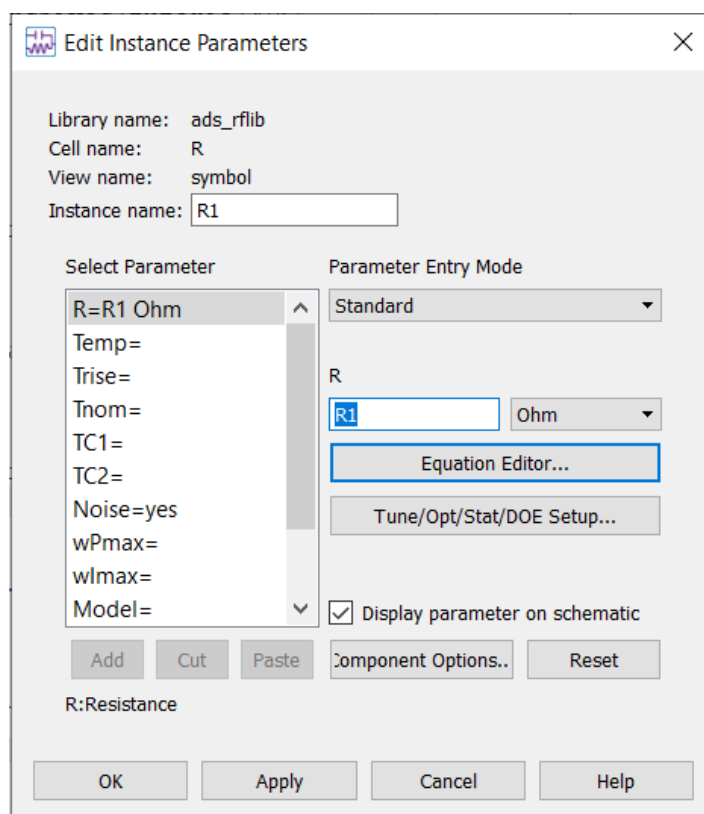 Edit Instance Parameters
Library name: ads_rflib
Cell name: R
View name: symbol
Instance name: R1
Select Parameter
Parameter Entry Mode
R=R1 Ohm
Temp=
Trise=
Tnom=
TC1=
TC2=
Noise=yes
wPmax=
wImax=
Model=
Standard
R
R1 Ohm
Equation Editor...
Tune/Opt/Stat/DOE Setup...
Display parameter on schematic
Add Cut Paste
Component Options.. Reset
R:Resistance
OK Apply Cancel Help